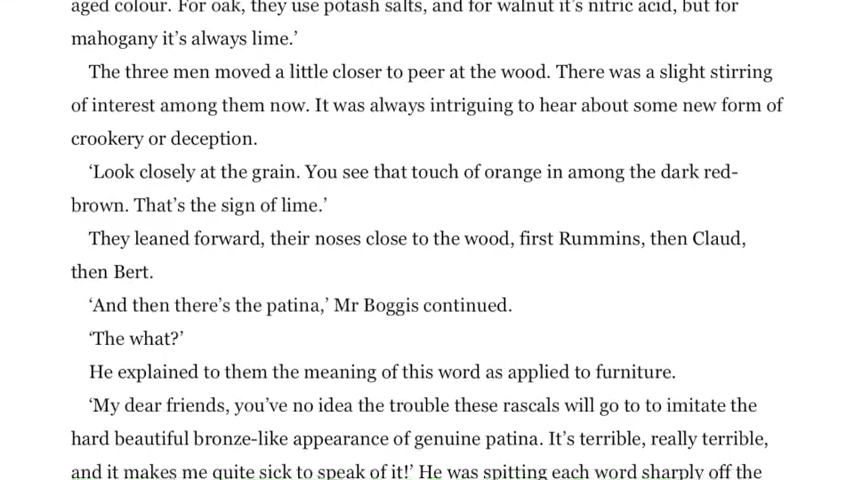 aged colour. For oak, they use potash salts, and for walnut it’s nitric acid, but for
mahogany it’s always lime.’
The three men moved a little closer to peer at the wood. There was a slight stirring
of interest among them now. It was always intriguing to hear about some new form of
crookery or deception.
‘Look closely at the grain. You see that touch of orange in among the dark red-
brown. That’s the sign of lime.’
They leaned forward, their noses close to the wood, first Rummins, then Claud,
then Bert.
‘And then there’s the patina,’ Mr Boggis continued.
‘The what?’
He explained to them the meaning of this word as applied to furniture.
‘My dear friends, you’ve no idea the trouble these rascals will go to to imitate the
hard beautiful bronze-like appearance of genuine patina. It’s terrible, really terrible,
and it makes me quite sick to speak of it!’ He was spitting each word sharply off the